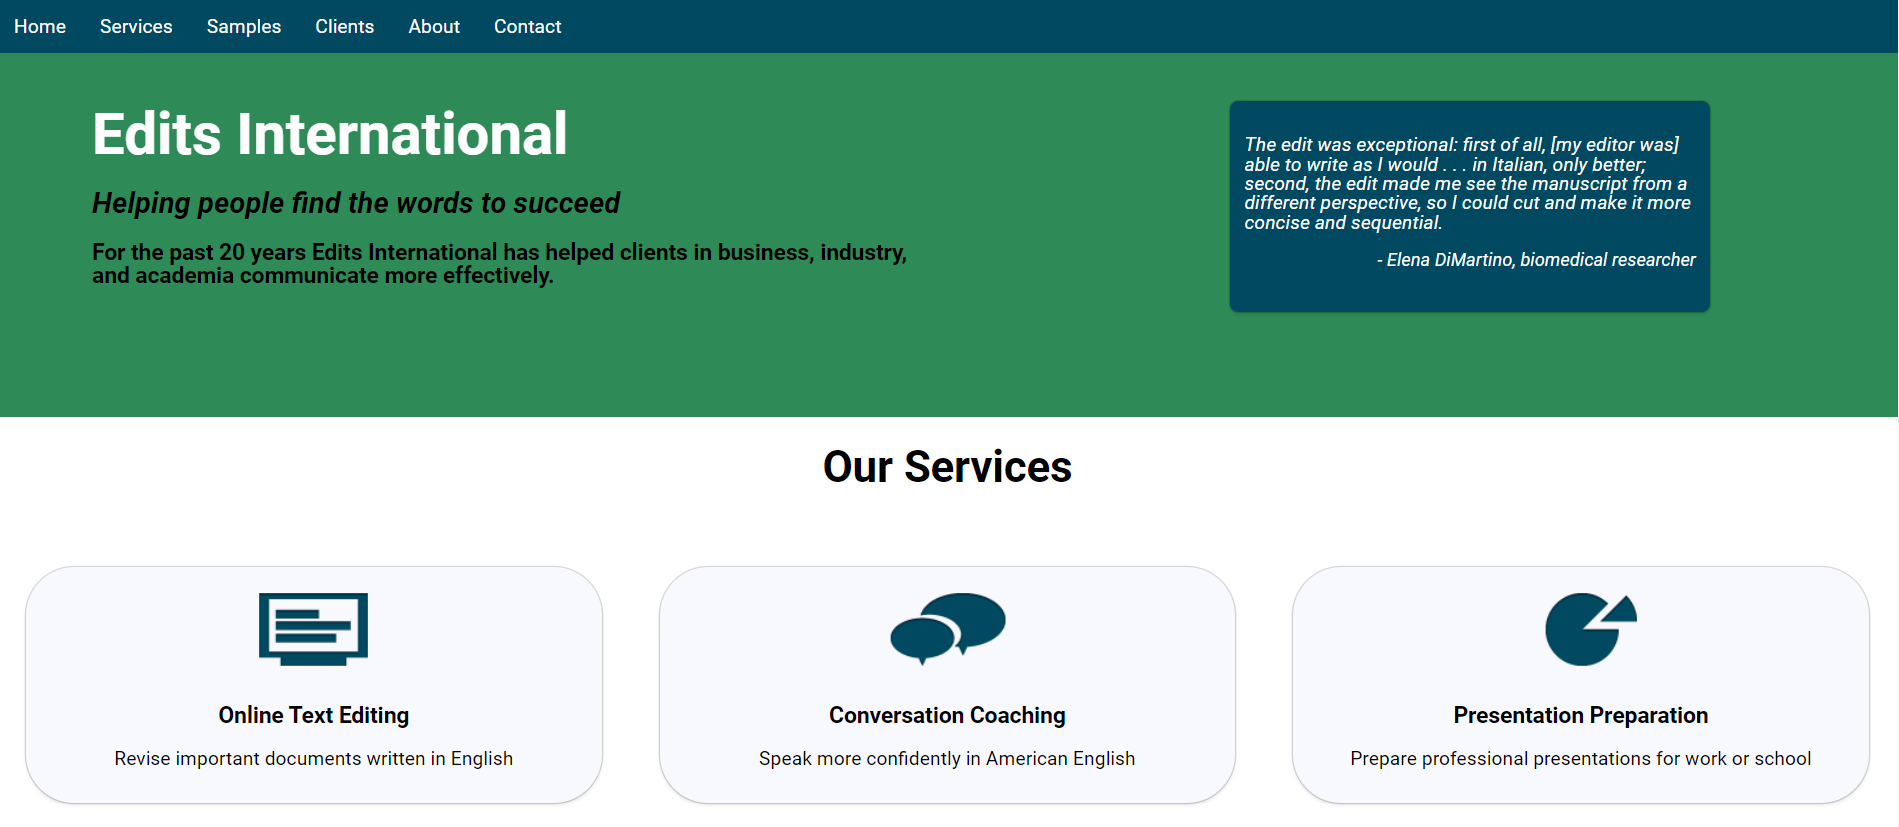 Home Services Samples Clients About Contact
Edits International
Helping people find the words to succeed
For the past 20 years Edits International has helped clients in business, industry,
and academia communicate more effectively.
The edit was exceptional: first of all, [my editor was]
able to write as I would . . . in Italian, only better;
second, the edit made me see the manuscript from a
different perspective, so I could cut and make it more
concise and sequential.
- Elena DiMartino, biomedical researcher
Our Services
Online Text Editing
Revise important documents written in English
Conversation Coaching
Speak more confidently in American English
Presentation Preparation
Prepare professional presentations for work or school